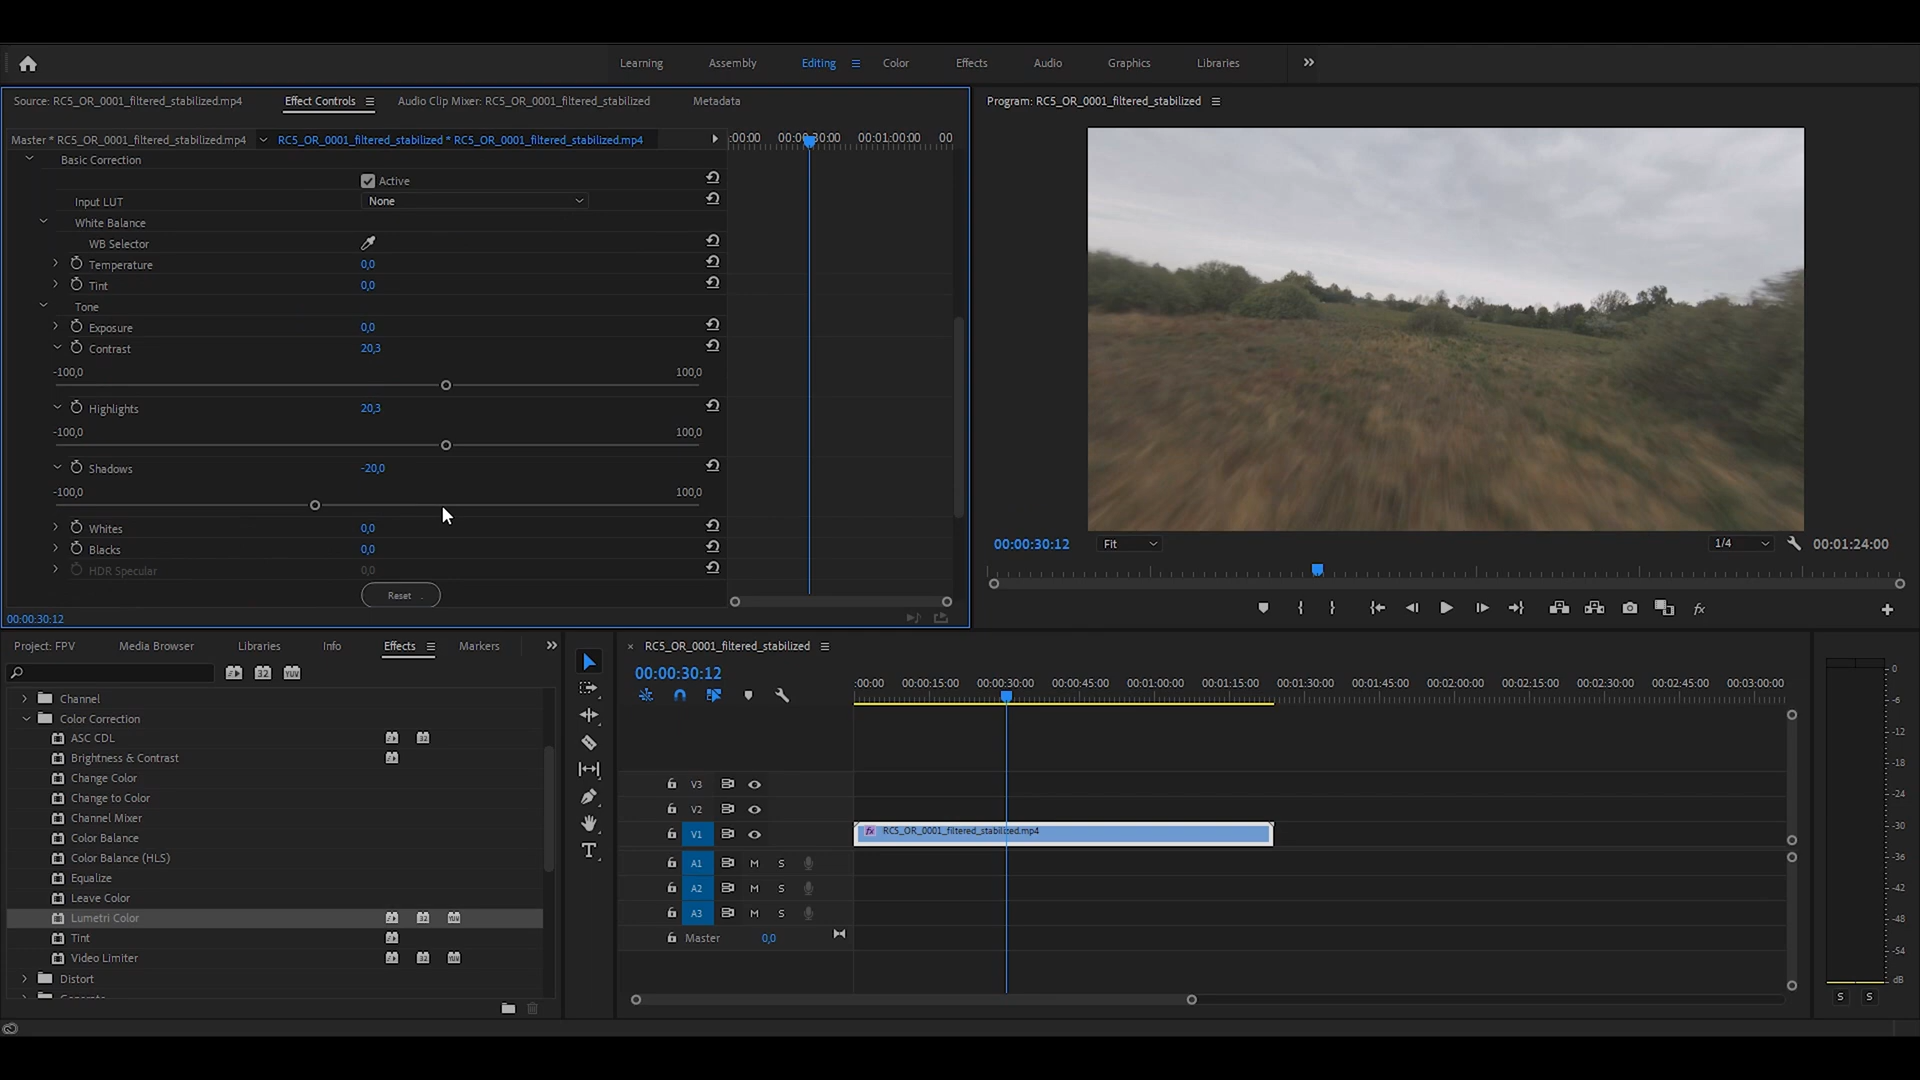 Learning Assembly Editing Color Effects Audio Graphics Libraries
Source: RC5_OR_0001_filtered_stabilized.mp4 Effect Controls Audio Clip Mixer: RC5_OR_0001_filtered_stabilized Metadata
Program: RC5_OR_0001_filtered_stabilized
Master * RC5_OR_0001_filtered_stabilized.mp4 RC5_OR_0001_filtered_stabilized * RC5_OR_0001_filtered_stabilized.mp4
:00:00 00:00:30:00 00:01:00:00 00
Basic Correction
Active
Input LUT None
White Balance
WB Selector
Temperature 0,0
Tint 0,0
Tone
Exposure 0,0
Contrast 20,3
-100,0 100,0
Highlights 20,3
-100,0 100,0
Shadows -20,0
-100,0 100,0
Whites 0,0
Blacks 0,0
HDR Specular 0,0
Reset
00:00:30:12
00:00:30:12 Fit 1/4 00:01:24:00
fx
Project: FPV Media Browser Libraries Info Effects Markers
32 YUV
Channel
Color Correction
ASC CDL
32
Brightness & Contrast
Change Color
Change to Color
Channel Mixer
Color Balance
Color Balance (HLS)
Equalize
Leave Color
Lumetri Color
32 YUV
Tint
Video Limiter
32 YUV
Distort
T
RC5_OR_0001_filtered_stabilized
00:00:30:12
:00:00 00:00:15:00 00:00:30:00 00:00:45:00 00:01:00:00 00:01:15:00 00:01:30:00 00:01:45:00 00:02:00:00 00:02:15:00 00:02:30:00 00:02:45:00 00:03:00:00
V3
V2
V1
fx RC5_OR_0001_filtered_stabilized.mp4
A1 M S
A2 M S
A3 M S
Master 0,0
0
-6
-12
-18
-24
-30
-36
-42
-48
-54
dB
S S